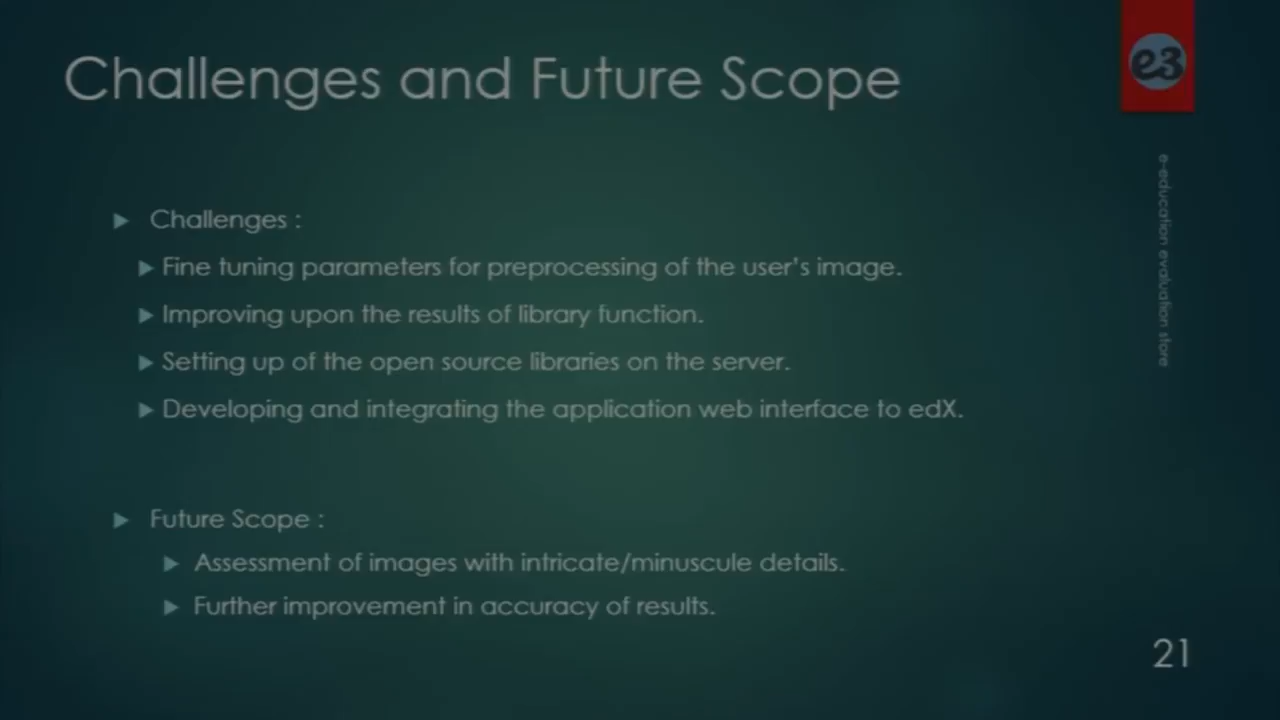 Challenges and Future Scope
e3
e-education evaluation store
Challenges :
Fine tuning parameters for preprocessing of the user's image.
Improving upon the results of library function.
Setting up of the open source libraries on the server.
Developing and integrating the application web interface to edX.
Future Scope :
Assessment of images with intricate/minuscule details.
Further improvement in accuracy of results.
21